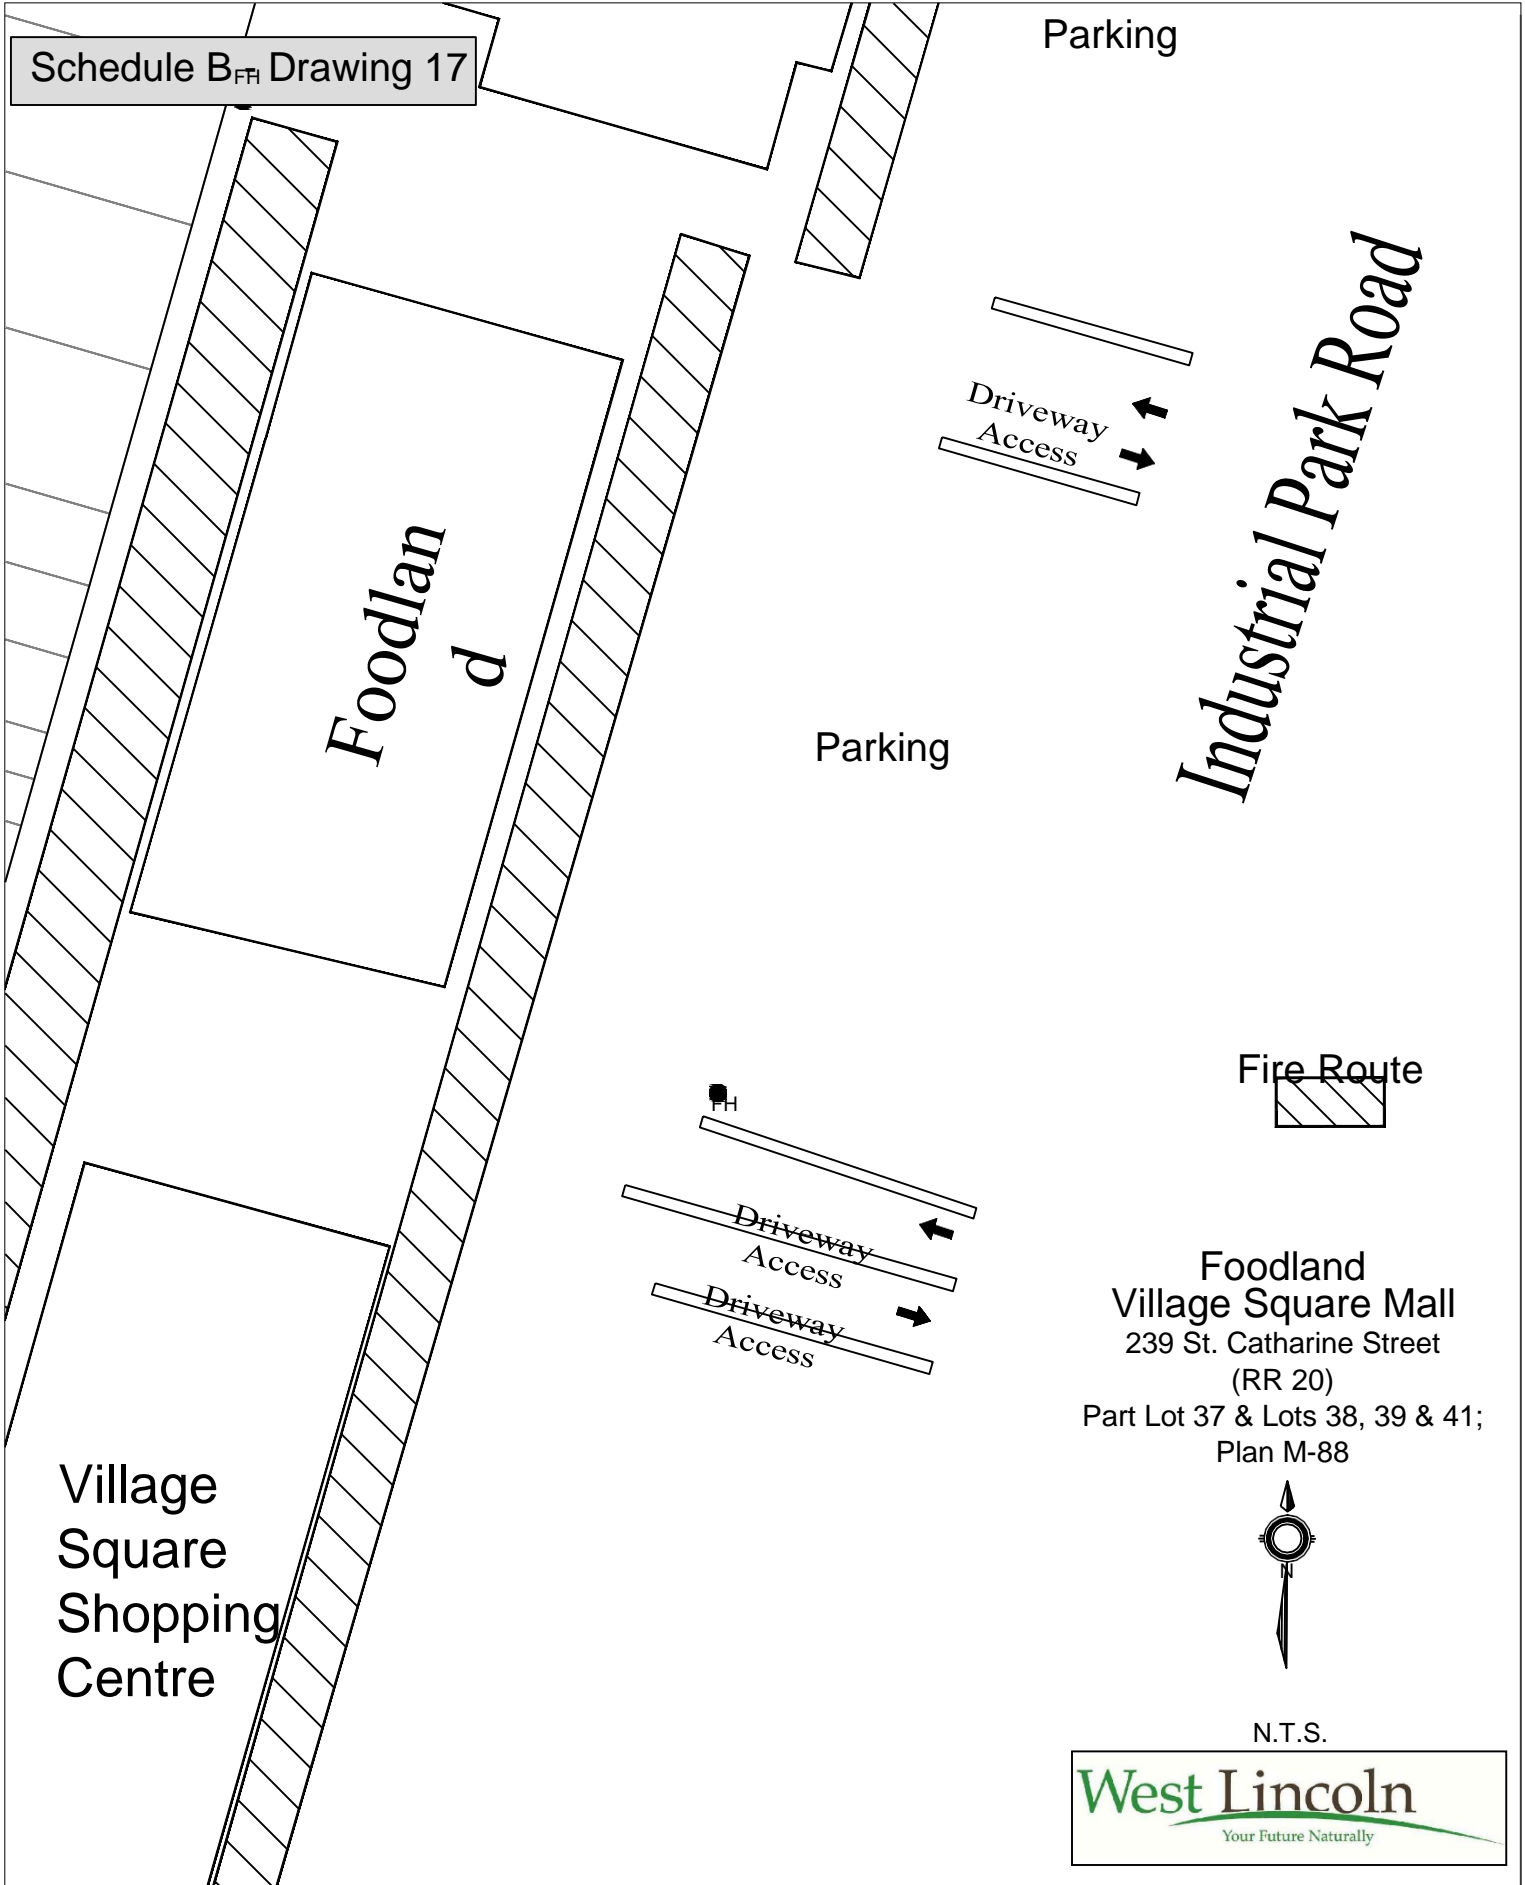 Parking
Schedule B - Drawing 17
FH
Industrial Park Road
Driveway
Access
Foodlan
d
Parking
Fire Route
FH
Driveway
Access
Driveway
Access
Foodland
Village Square Mall
239 St. Catharine Street
(RR 20)
Part Lot 37 & Lots 38, 39 & 41;
Plan M-88
Village
Square
Shopping
Centre
N
N.T.S.
West Lincoln
Your Future Naturally